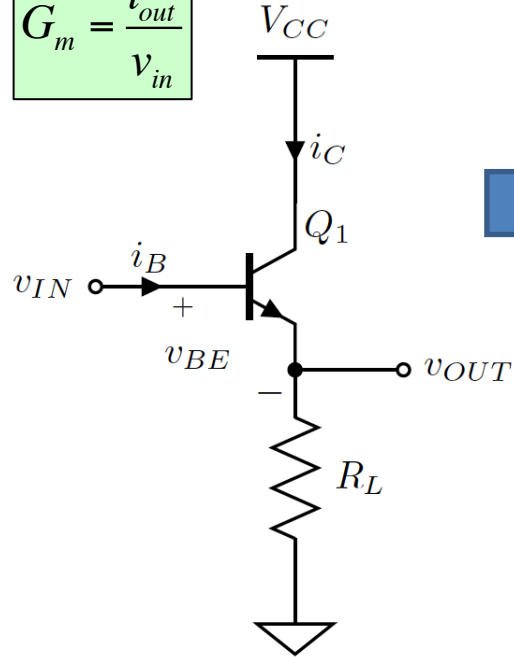 G_m = i_out / v_in
V_CC
i_C
Q_1
i_B
v_IN
+
v_BE
v_OUT
−
R_L